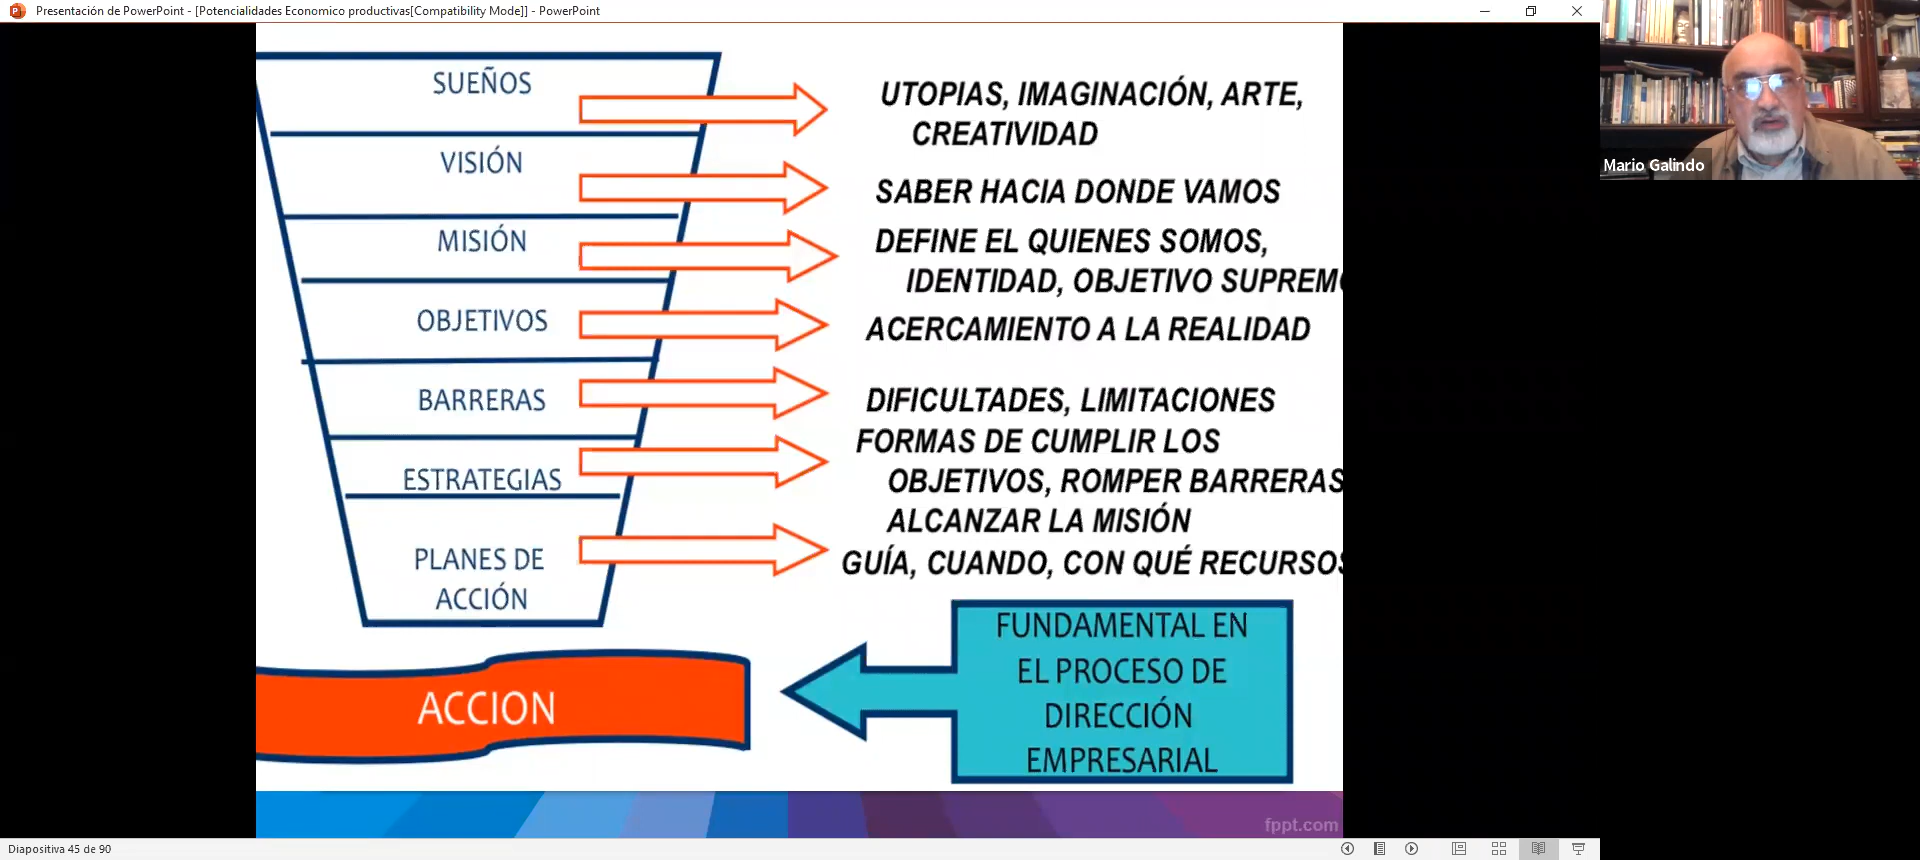 Presentación de PowerPoint - [Potencialidades Economico productivas[Compatibility Mode]] - PowerPoint
SUEÑOS
UTOPIAS, IMAGINACIÓN, ARTE,
CREATIVIDAD
VISIÓN
SABER HACIA DONDE VAMOS
MISIÓN
DEFINE EL QUIENES SOMOS,
IDENTIDAD, OBJETIVO SUPREMO
OBJETIVOS
ACERCAMIENTO A LA REALIDAD
BARRERAS
DIFICULTADES, LIMITACIONES
ESTRATEGIAS
FORMAS DE CUMPLIR LOS
OBJETIVOS, ROMPER BARRERAS
ALCANZAR LA MISIÓN
PLANES DE
ACCIÓN
GUÍA, CUANDO, CON QUÉ RECURSOS
ACCION
FUNDAMENTAL EN
EL PROCESO DE
DIRECCIÓN
EMPRESARIAL
fppt.com
Mario Galindo
Diapositiva 45 de 90